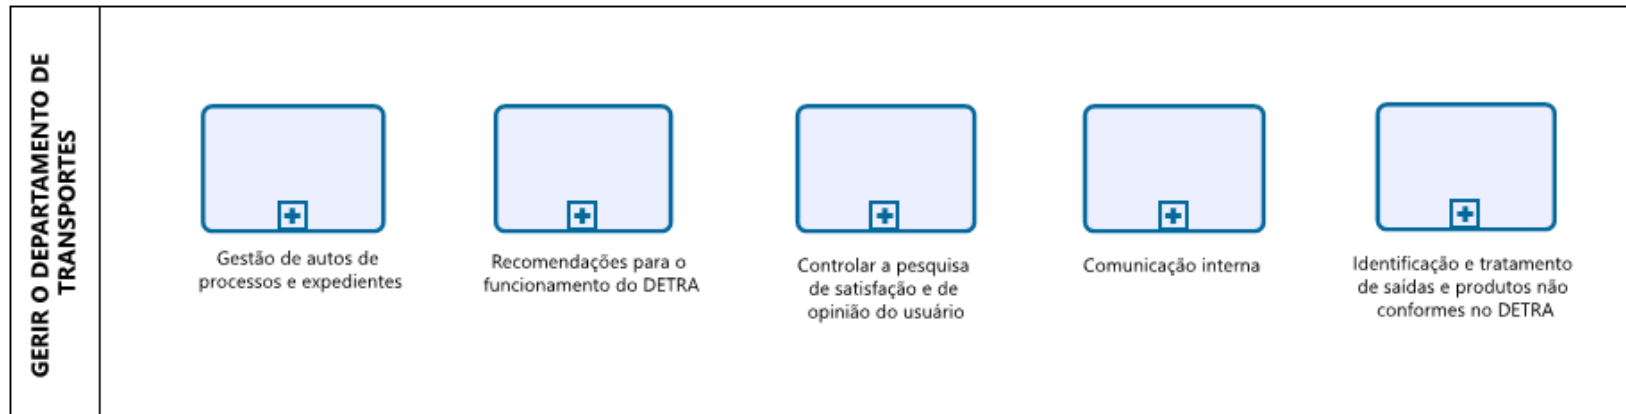 GERIR O DEPARTAMENTO DE
TRANSPORTES
Gestão de autos de
processos e expedientes
Recomendações para o
funcionamento do DETRA
Controlar a pesquisa
de satisfação e de
opinião do usuário
Comunicação interna
Identificação e tratamento
de saídas e produtos não
conformes no DETRA